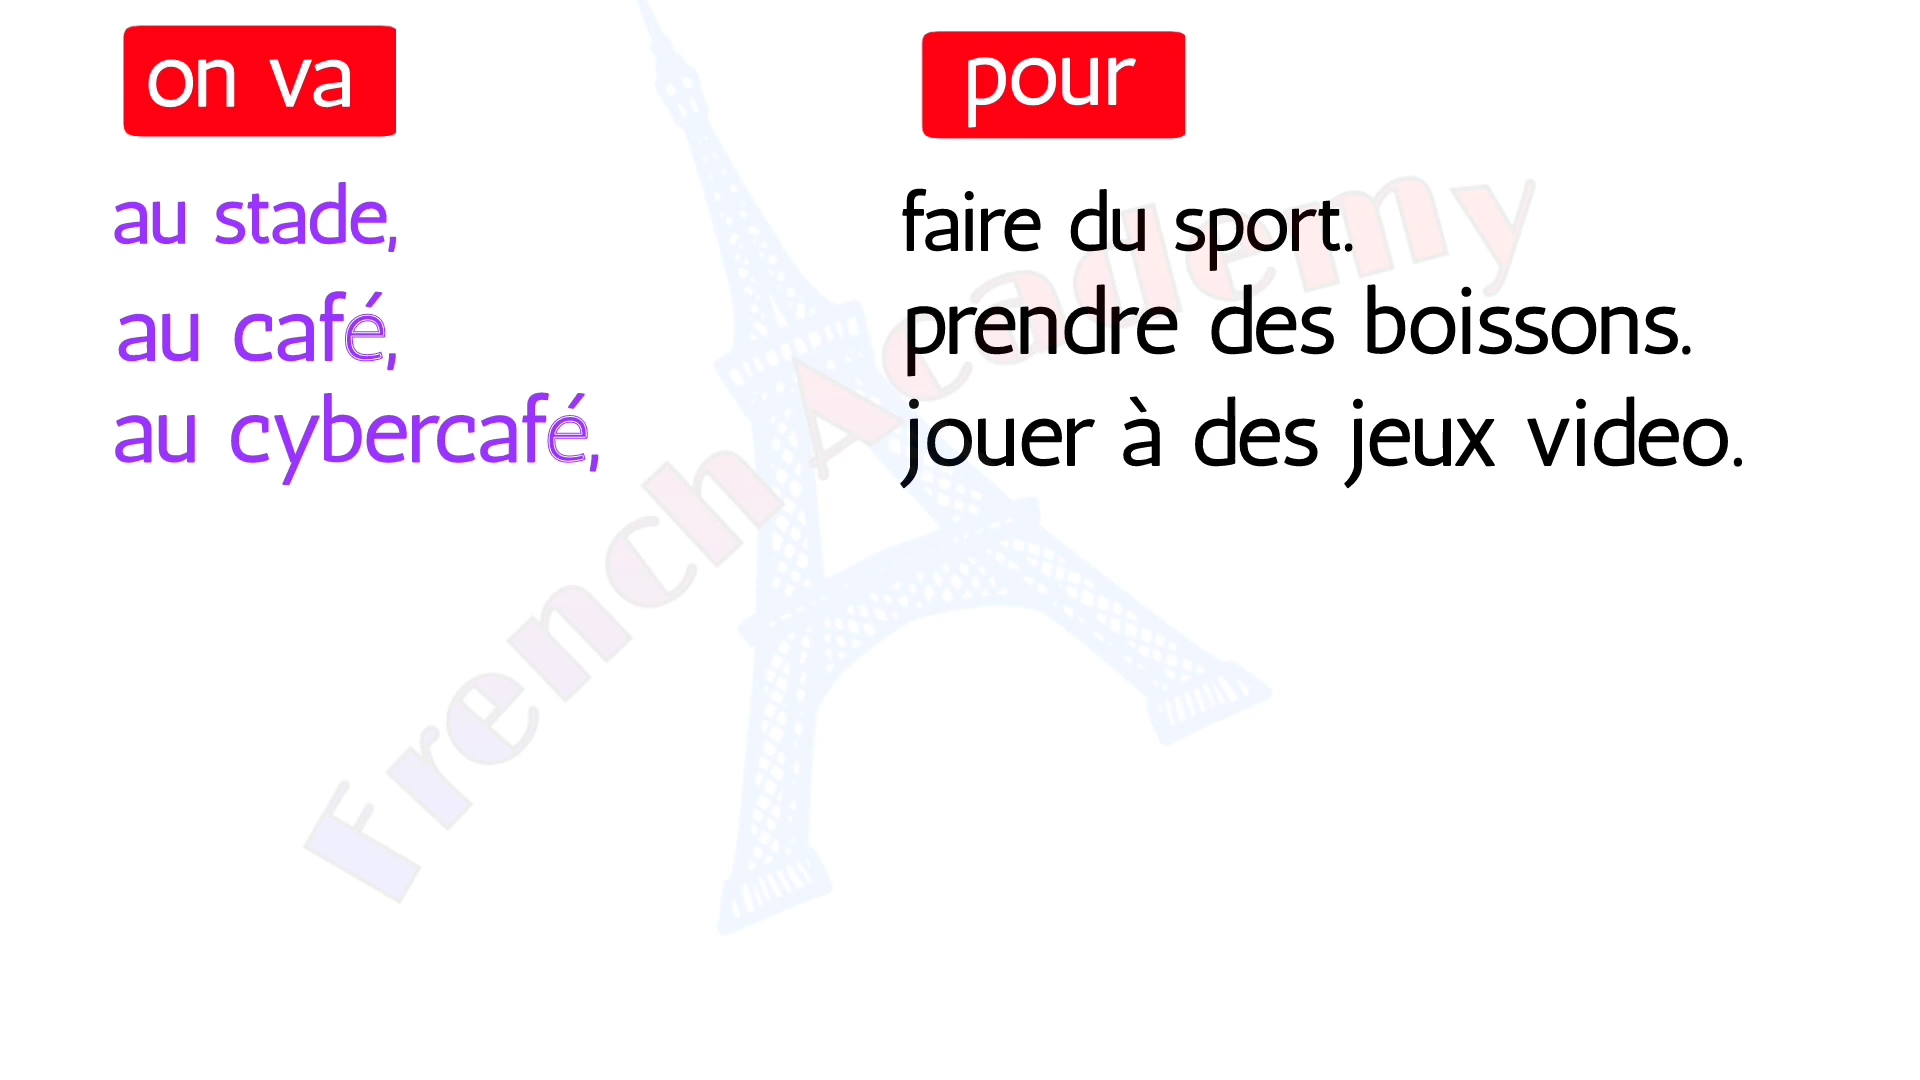 on va pour
au stade, faire du sport.
au café, prendre des boissons.
au cybercafé, jouer à des jeux video.
French Academy